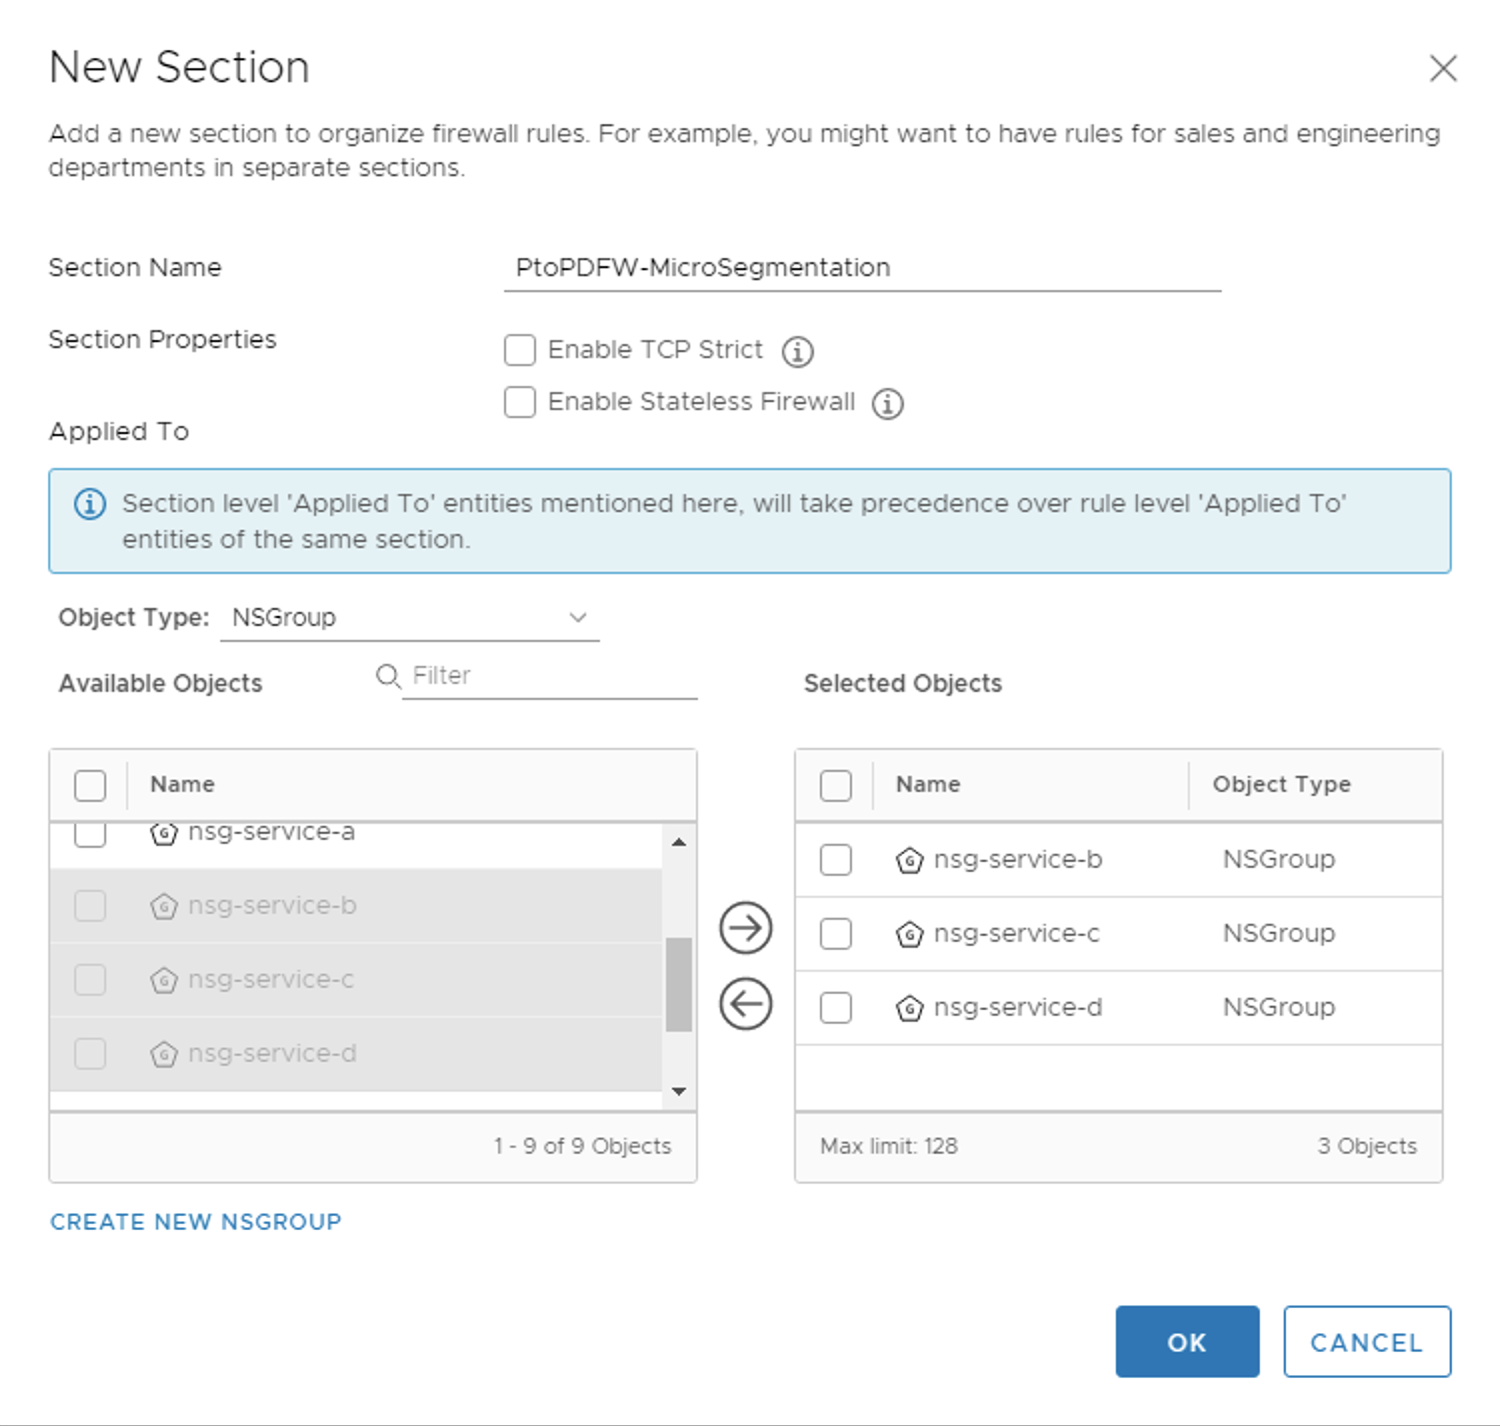 New Section
Add a new section to organize firewall rules. For example, you might want to have rules for sales and engineering
departments in separate sections.
Section Name
PtoPDFW-MicroSegmentation
Section Properties
Enable TCP Strict
Enable Stateless Firewall
Applied To
Section level 'Applied To' entities mentioned here, will take precedence over rule level 'Applied To'
entities of the same section.
Object Type: NSGroup
Available Objects
Filter
Selected Objects
Name
nsg-service-a
nsg-service-b
nsg-service-c
nsg-service-d
1 - 9 of 9 Objects
Name Object Type
nsg-service-b NSGroup
nsg-service-c NSGroup
nsg-service-d NSGroup
Max limit: 128 3 Objects
CREATE NEW NSGROUP
OK
CANCEL